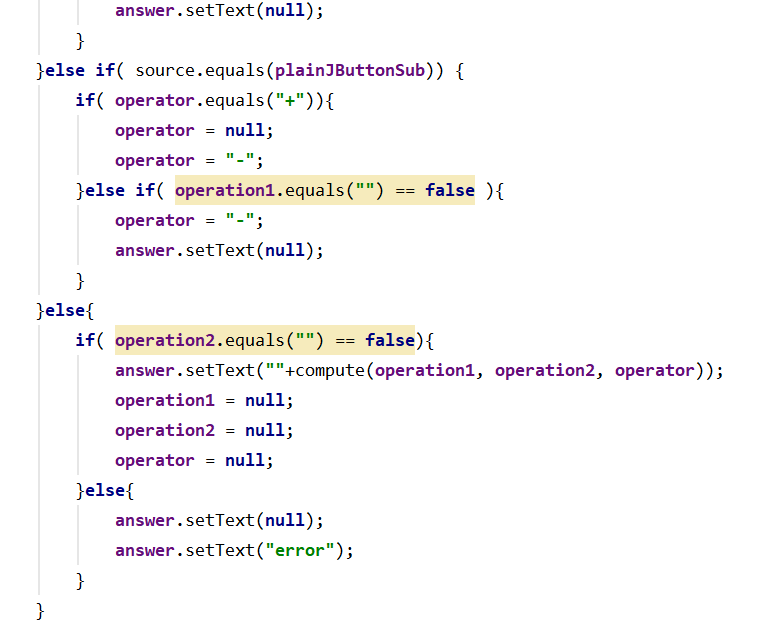 answer.setText(null);
}
}else if( source.equals(plainJButtonSub)) {
if( operator.equals("+")){
operator = null;
operator = "-";
}else if( operation1.equals("") == false ){
operator = "-";
answer.setText(null);
}
}else{
if( operation2.equals("") == false){
answer.setText(""+compute(operation1, operation2, operator));
operation1 = null;
operation2 = null;
operator = null;
}else{
answer.setText(null);
answer.setText("error");
}
}